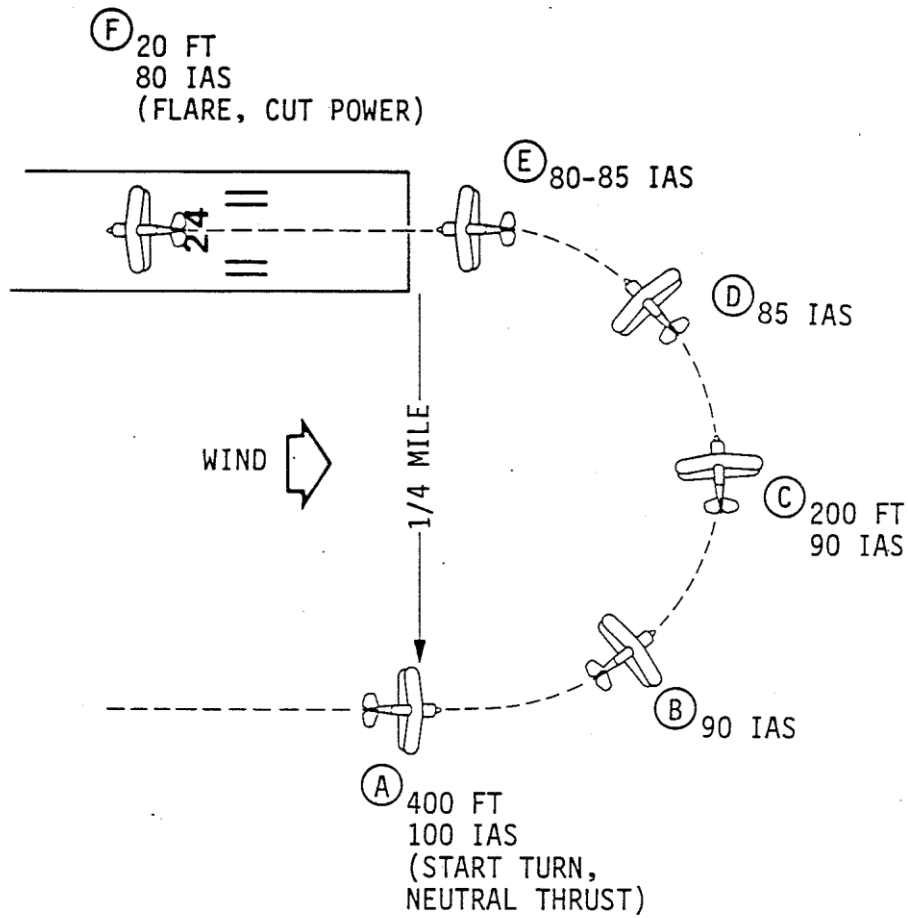 F 20 FT
80 IAS
(FLARE, CUT POWER)
E 80-85 IAS
24
D 85 IAS
WIND
1/4 MILE
C 200 FT
90 IAS
B 90 IAS
A 400 FT
100 IAS
(START TURN,
NEUTRAL THRUST)